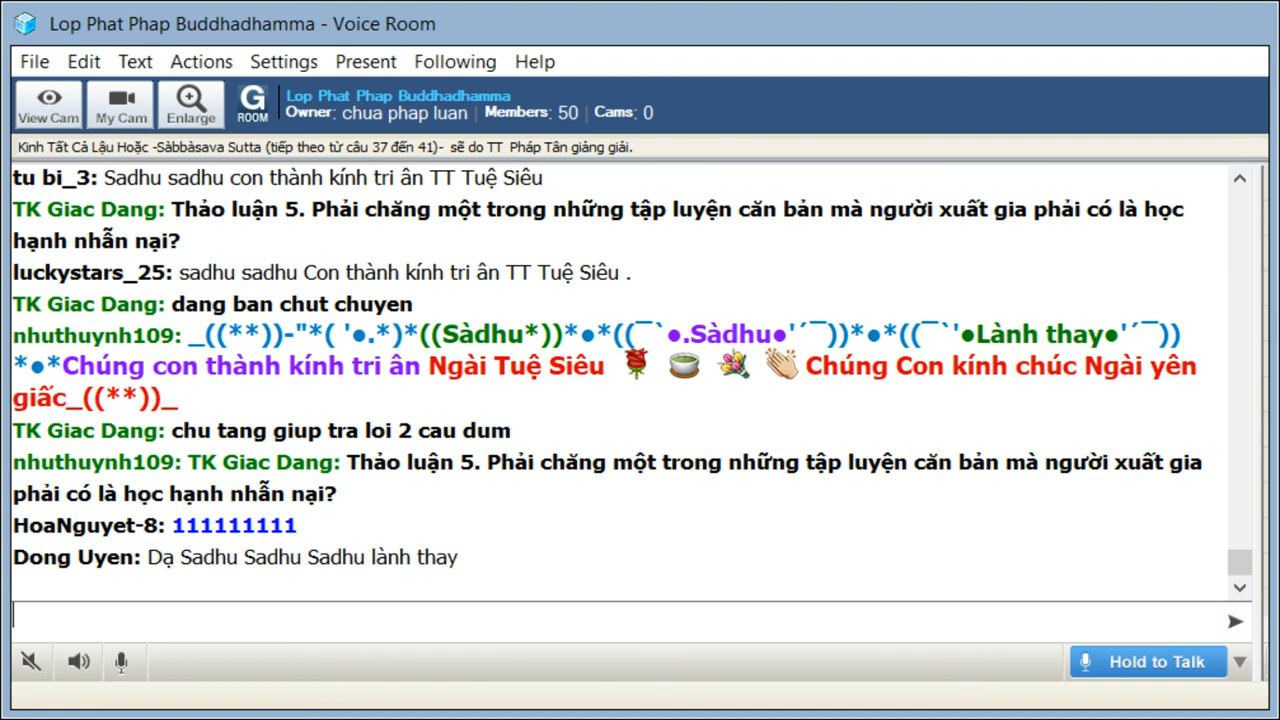 Lop Phat Phap Buddhadhamma - Voice Room
File Edit Text Actions Settings Present Following Help
View Cam My Cam Enlarge G ROOM Lop Phat Phap Buddhadhamma
Owner: chua phap luan | Members: 50 | Cams: 0
Kinh Tất Cả Lậu Hoặc -Sàbbàsava Sutta (tiếp theo từ câu 37 đến 41)- sẽ do TT Pháp Tân giảng giải.
tu bi_3: Sadhu sadhu con thành kính tri ân TT Tuệ Siêu
TK Giac Dang: Thảo luận 5. Phải chăng một trong những tập luyện căn bản mà người xuất gia phải có là học
hạnh nhẫn nại?
luckystars_25: sadhu sadhu Con thành kính tri ân TT Tuệ Siêu .
TK Giac Dang: dang ban chut chuyen
nhuthuynh109: _((**))-"*( '●.*)*((Sàdhu*))*●*((¯`●.Sàdhu●'´¯))*●*((¯`'●Lành thay●'´¯))
*●*Chúng con thành kính tri ân Ngài Tuệ Siêu 🌹 🍵 💐 👏 Chúng Con kính chúc Ngài yên
giấc_((**))_
TK Giac Dang: chu tang giup tra loi 2 cau dum
nhuthuynh109: TK Giac Dang: Thảo luận 5. Phải chăng một trong những tập luyện căn bản mà người xuất gia
phải có là học hạnh nhẫn nại?
HoaNguyet-8: 111111111
Dong Uyen: Dạ Sadhu Sadhu Sadhu lành thay
Hold to Talk